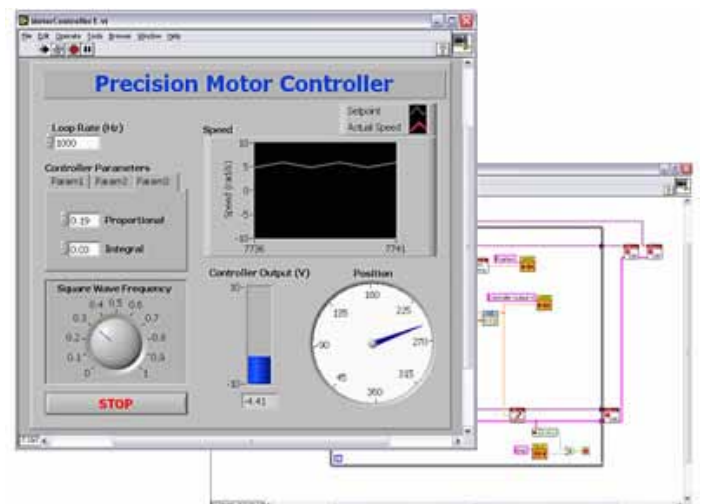 MotorController1.vi
File Edit Operate Tools Browse Window Help
Precision Motor Controller
Setpoint
Actual Speed
Loop Rate (Hz)
1000
Speed
Speed (rad/s)
10-
5-
0-
-5-
-10-
7736 7741
Controller Parameters
Param1 Param2 Param3
0.19 Proportional
0.03 Integral
Square Wave Frequency
0 0.1 0.2 0.3 0.4 0.5 0.6 0.7 0.8 0.9 1
STOP
Controller Output (V)
10-
-10-
-4.41
Position
45 90 135 180 225 270 315 360
Position
Controller Output